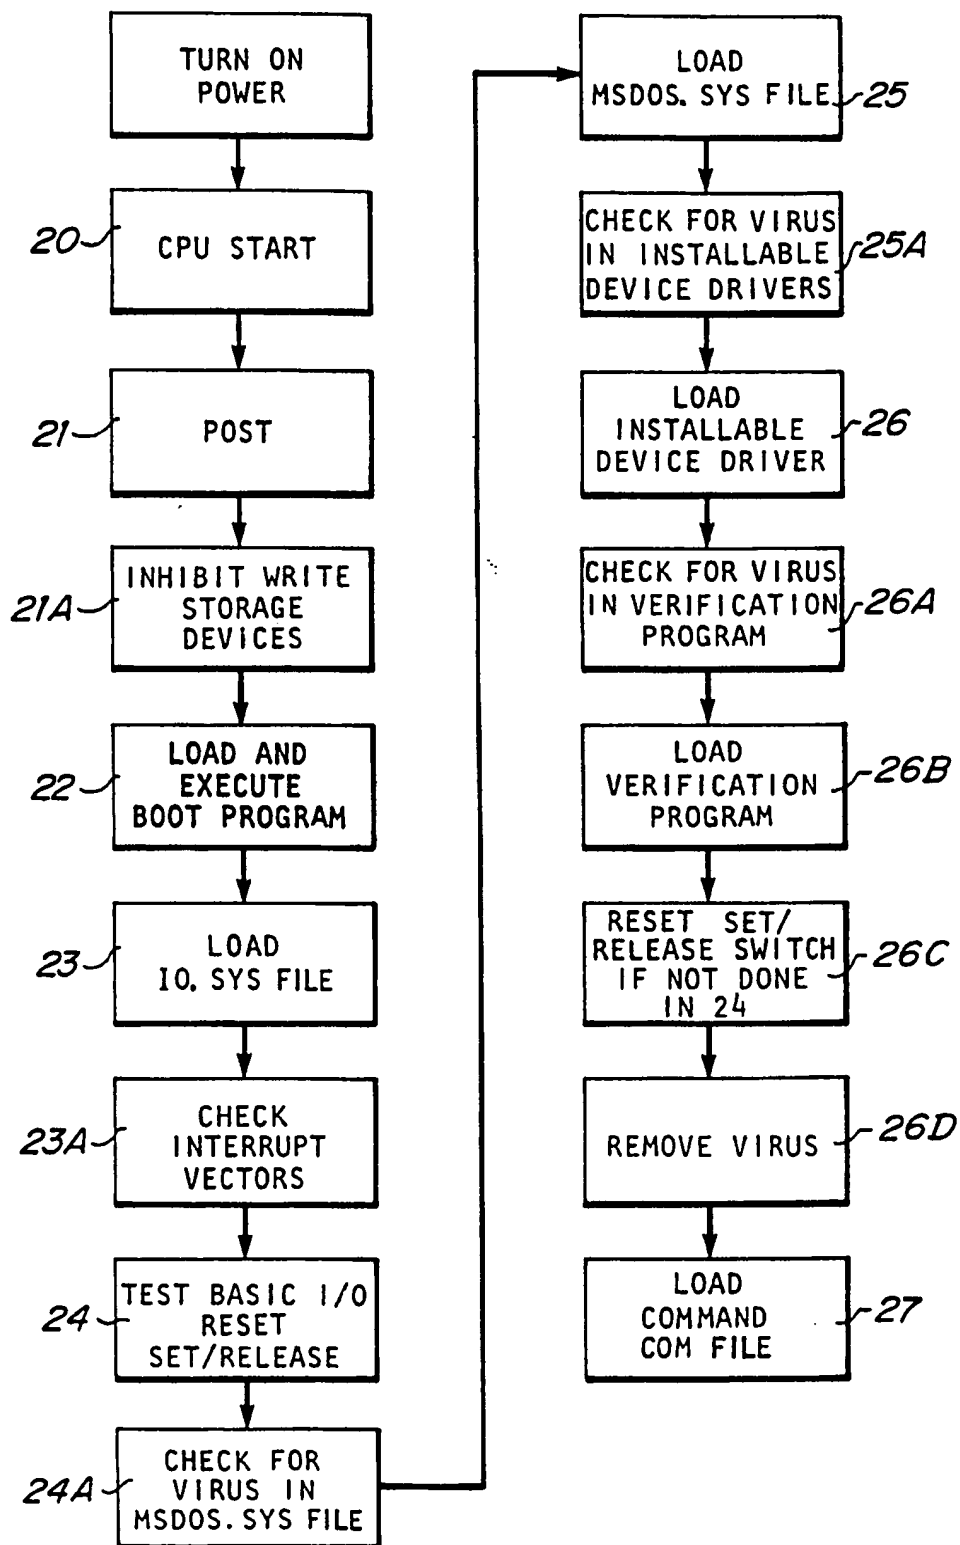 TURN ON
POWER
20
CPU START
21
POST
21A
INHIBIT WRITE
STORAGE
DEVICES
22
LOAD AND
EXECUTE
BOOT PROGRAM
23
LOAD
IO. SYS FILE
23A
CHECK
INTERRUPT
VECTORS
24
TEST BASIC I/O
RESET
SET/RELEASE
24A
CHECK FOR
VIRUS IN
MSDOS. SYS FILE
LOAD
MSDOS. SYS FILE
25
CHECK FOR VIRUS
IN INSTALLABLE
DEVICE DRIVERS
25A
LOAD
INSTALLABLE
DEVICE DRIVER
26
CHECK FOR VIRUS
IN VERIFICATION
PROGRAM
26A
LOAD
VERIFICATION
PROGRAM
26B
RESET SET/
RELEASE SWITCH
IF NOT DONE
IN 24
26C
REMOVE VIRUS
26D
LOAD
COMMAND
COM FILE
27